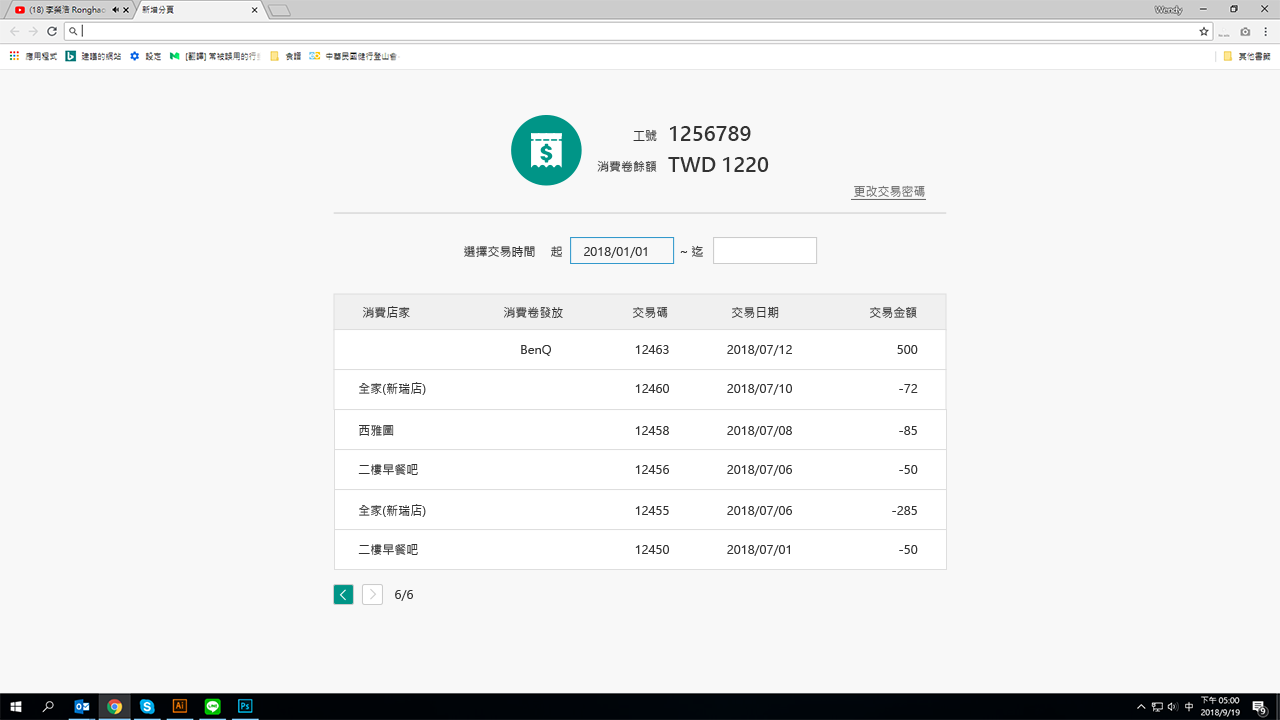 (18) 李榮浩 Ronghao
新增分頁
Wendy
應用程式 建議的網站 設定 [翻譯] 常被誤用的行 食譜 中華民國健行登山會 其他書籤
工號 1256789
消費卷餘額 TWD 1220
更改交易密碼
選擇交易時間 起 2018/01/01 ~ 迄
消費店家 消費卷發放 交易碼 交易日期 交易金額
BenQ 12463 2018/07/12 500
全家(新瑞店) 12460 2018/07/10 -72
西雅圖 12458 2018/07/08 -85
二樓早餐吧 12456 2018/07/06 -50
全家(新瑞店) 12455 2018/07/06 -285
二樓早餐吧 12450 2018/07/01 -50
6/6
中
下午 05:00
2018/9/19
9